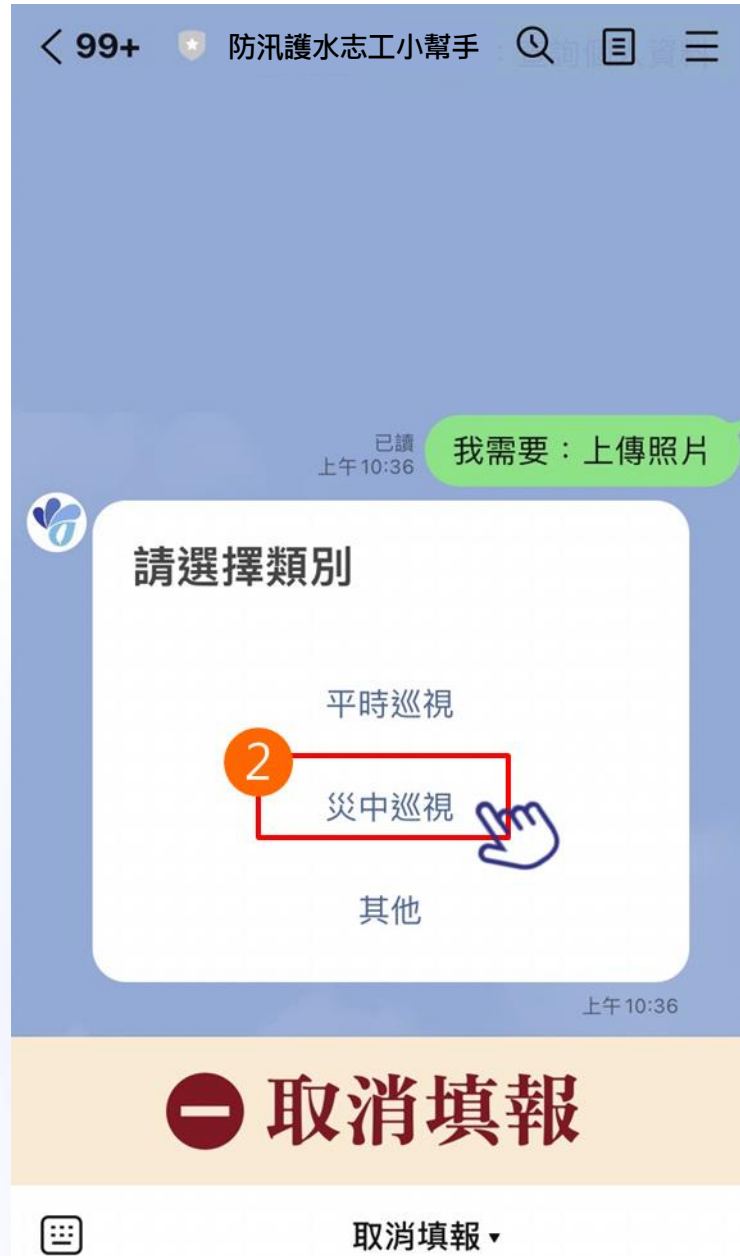 99+ 防汛護水志工小幫手
已讀
上午10:36
我需要：上傳照片
請選擇類別
平時巡視
2
災中巡視
其他
上午10:36
取消填報
取消填報▾